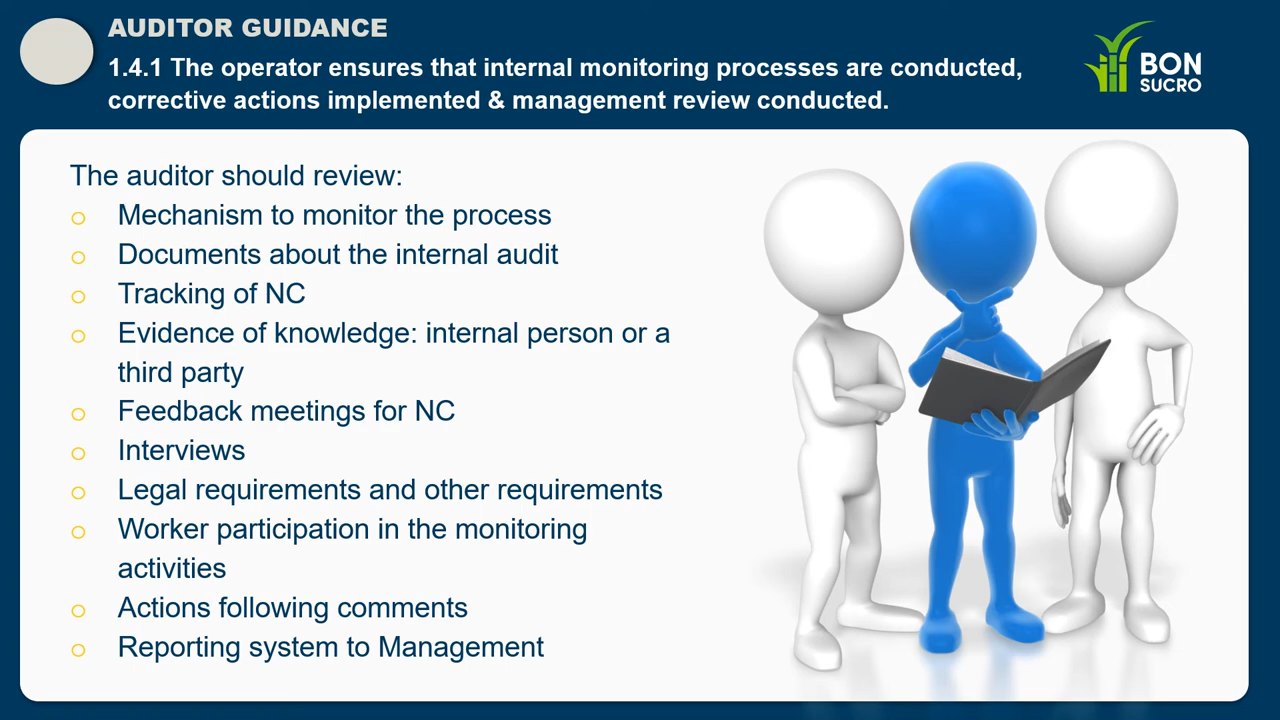 AUDITOR GUIDANCE
1.4.1 The operator ensures that internal monitoring processes are conducted,
corrective actions implemented & management review conducted.
BON
SUCRO
The auditor should review:
o Mechanism to monitor the process
o Documents about the internal audit
o Tracking of NC
o Evidence of knowledge: internal person or a
third party
o Feedback meetings for NC
o Interviews
o Legal requirements and other requirements
o Worker participation in the monitoring
activities
o Actions following comments
o Reporting system to Management